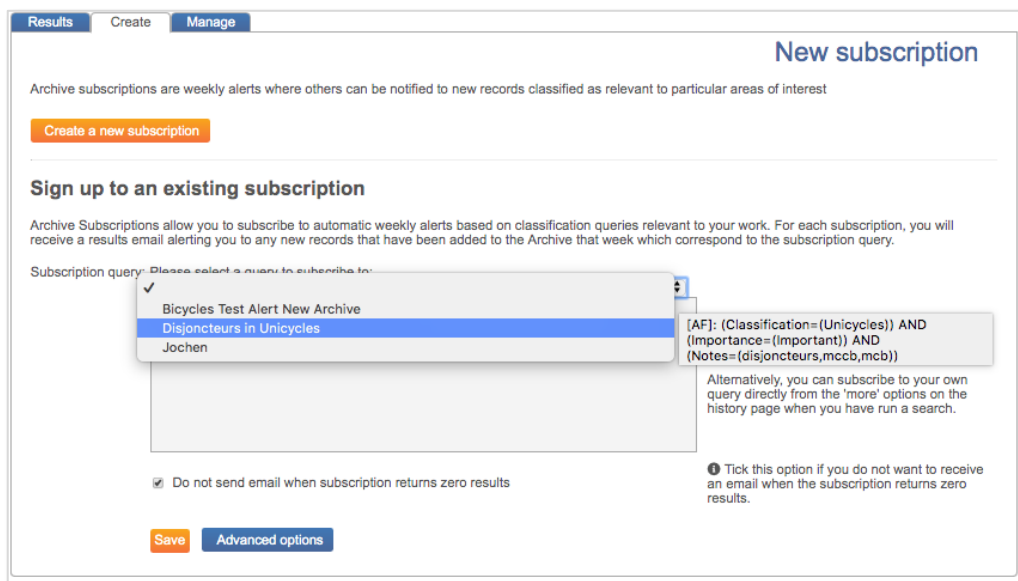 Results Create Manage
New subscription
Archive subscriptions are weekly alerts where others can be notified to new records classified as relevant to particular areas of interest
Create a new subscription
Sign up to an existing subscription
Archive Subscriptions allow you to subscribe to automatic weekly alerts based on classification queries relevant to your work. For each subscription, you will
receive a results email alerting you to any new records that have been added to the Archive that week which correspond to the subscription query.
Subscription query: Please select a query to subscribe to:
✓
Bicycles Test Alert New Archive
Disjoncteurs in Unicycles
Jochen
[AF]: (Classification=(Unicycles)) AND
(Importance=(Important)) AND
(Notes=(disjoncteurs,mccb,mcb))
Alternatively, you can subscribe to your own
query directly from the 'more' options on the
history page when you have run a search.
Do not send email when subscription returns zero results
Tick this option if you do not want to receive
an email when the subscription returns zero
results.
Save Advanced options